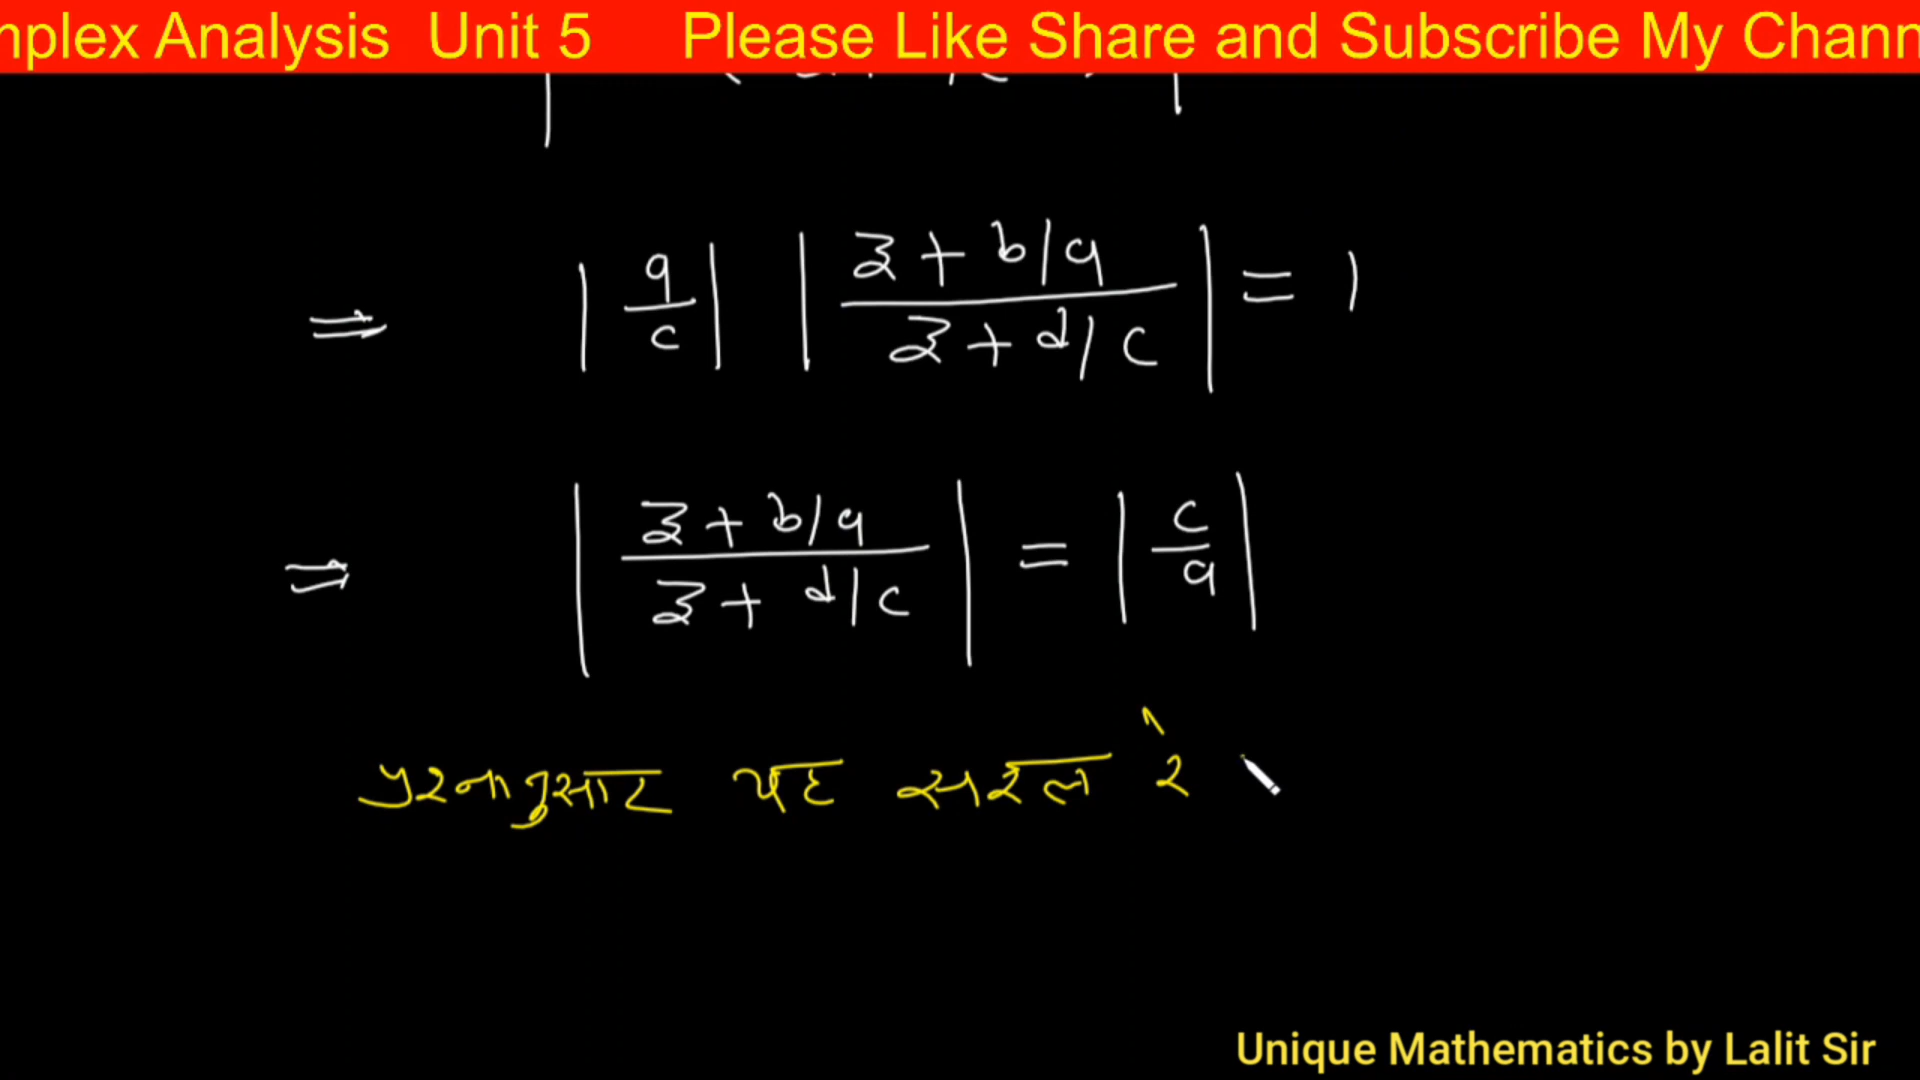 nplex Analysis Unit 5 Please Like Share and Subscribe My Chann
⇒ |a/c| |(z + b/a)/(z + d/c)| = 1
⇒ |(z + b/a)/(z + d/c)| = |c/a|
प्रश्नानुसार यह सरल रे
Unique Mathematics by Lalit Sir